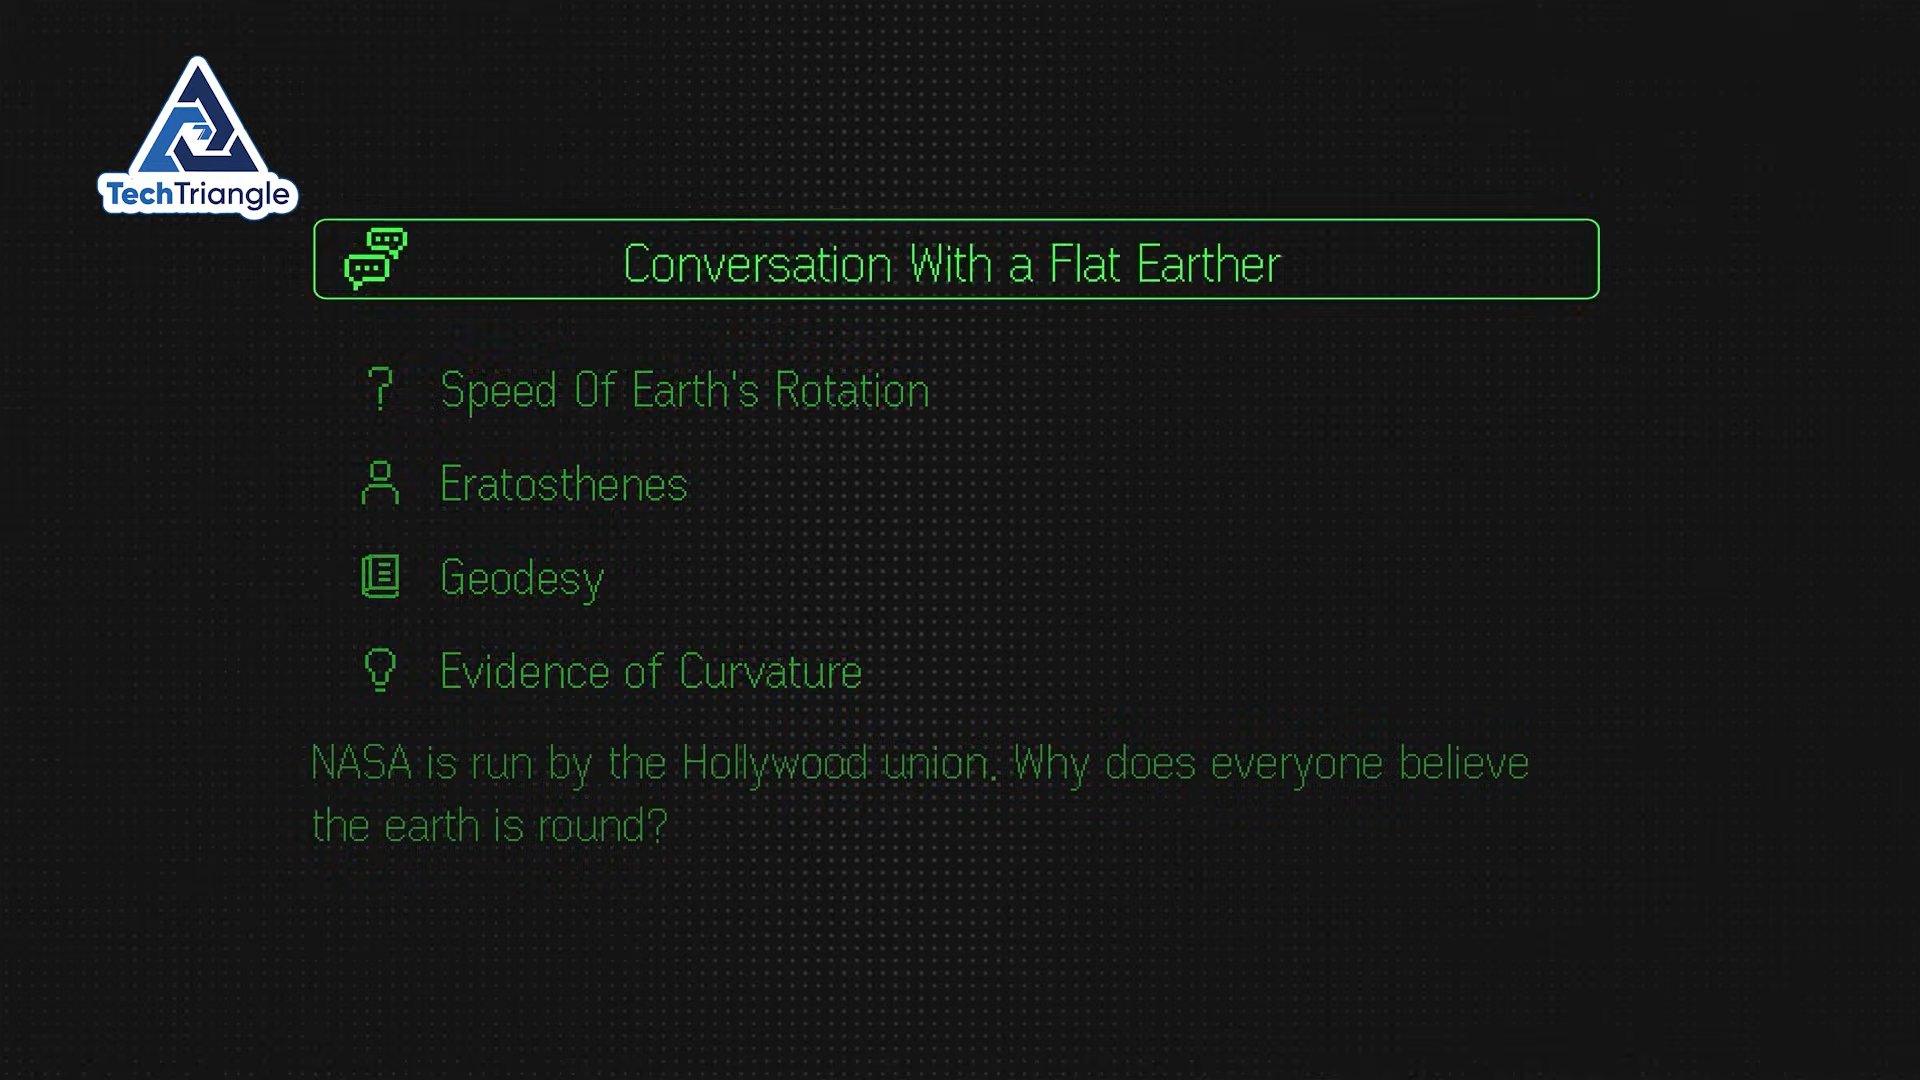 TechTriangle
Conversation With a Flat Earther
Speed Of Earth's Rotation
Eratosthenes
Geodesy
Evidence of Curvature
NASA is run by the Hollywood union. Why does everyone believe
the earth is round?